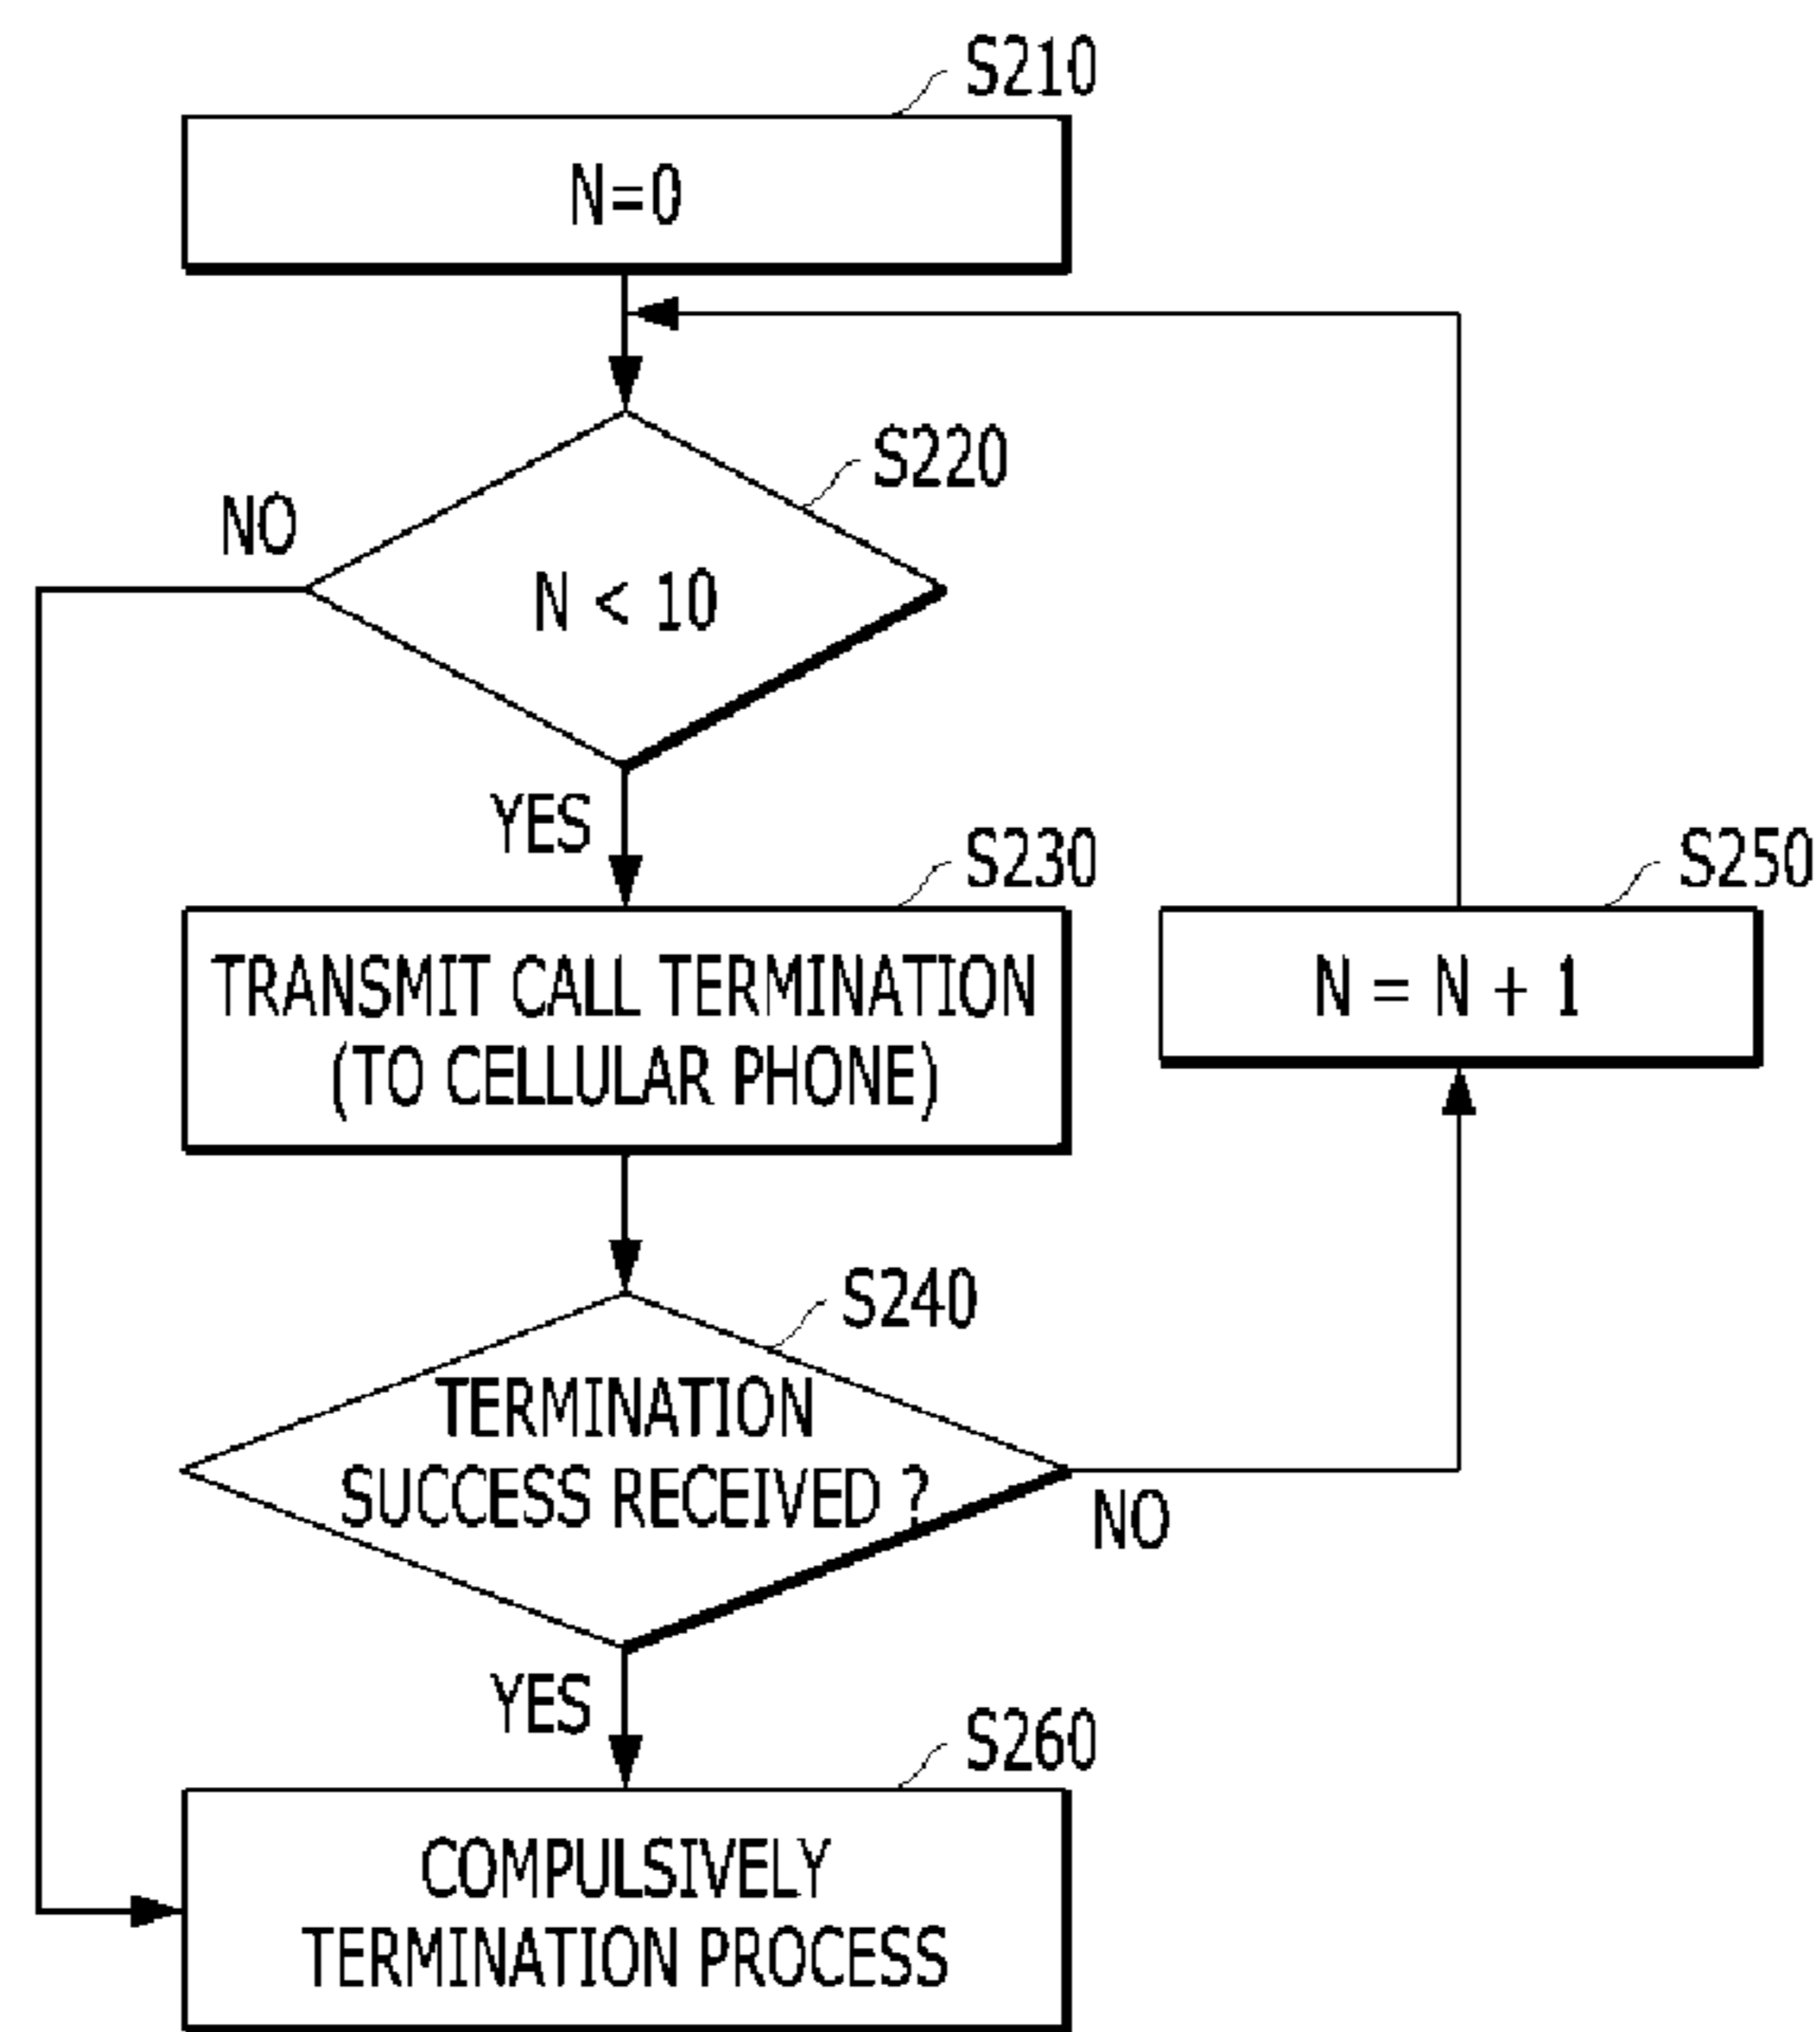 S210
N=0
S220
NO
N < 10
YES
S230
S250
TRANSMIT CALL TERMINATION
(TO CELLULAR PHONE)
N = N + 1
S240
TERMINATION
SUCCESS RECEIVED ?
NO
YES
S260
COMPULSIVELY
TERMINATION PROCESS